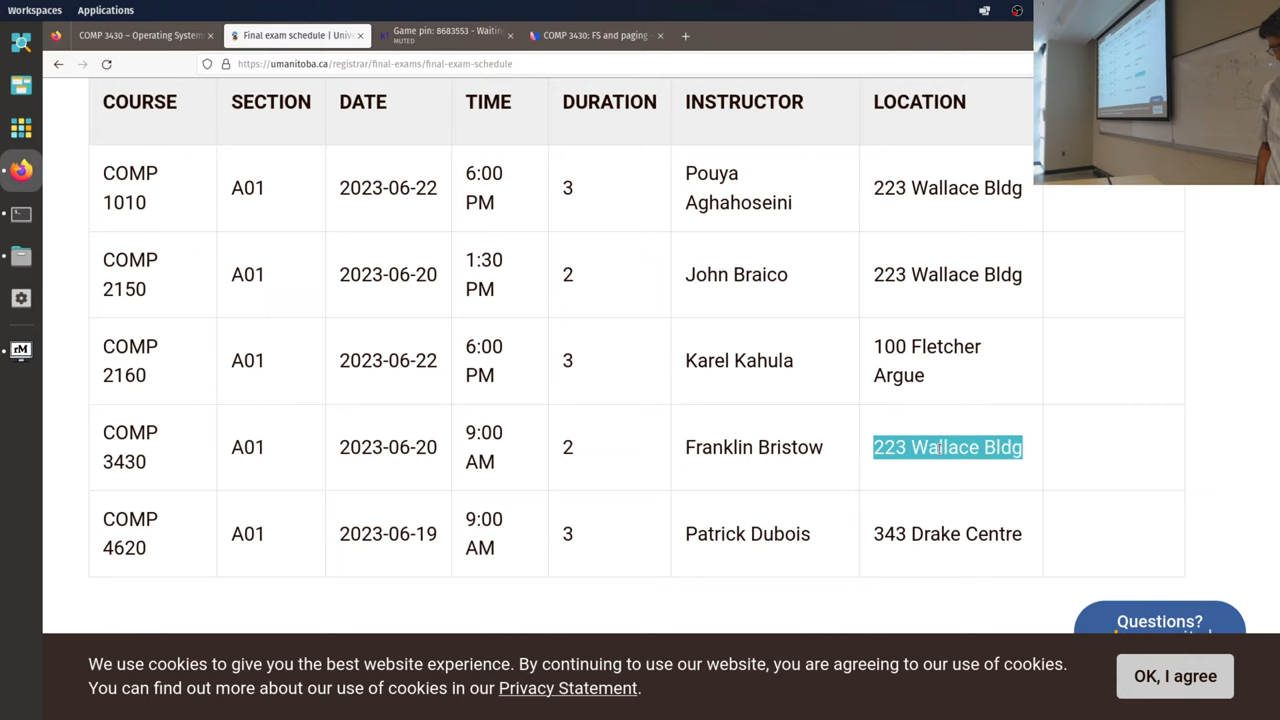 Workspaces Applications
COMP 3430 – Operating System
Final exam schedule | Unive
Game pin: 8683553 - Waitin
MUTED
COMP 3430: FS and paging
https://umanitoba.ca/registrar/final-exams/final-exam-schedule
COURSE SECTION DATE TIME DURATION INSTRUCTOR LOCATION
COMP 1010 A01 2023-06-22 6:00 PM 3 Pouya Aghahoseini 223 Wallace Bldg
COMP 2150 A01 2023-06-20 1:30 PM 2 John Braico 223 Wallace Bldg
COMP 2160 A01 2023-06-22 6:00 PM 3 Karel Kahula 100 Fletcher Argue
COMP 3430 A01 2023-06-20 9:00 AM 2 Franklin Bristow 223 Wallace Bldg
COMP 4620 A01 2023-06-19 9:00 AM 3 Patrick Dubois 343 Drake Centre
Questions?
We use cookies to give you the best website experience. By continuing to use our website, you are agreeing to our use of cookies.
You can find out more about our use of cookies in our Privacy Statement.
OK, I agree
rM